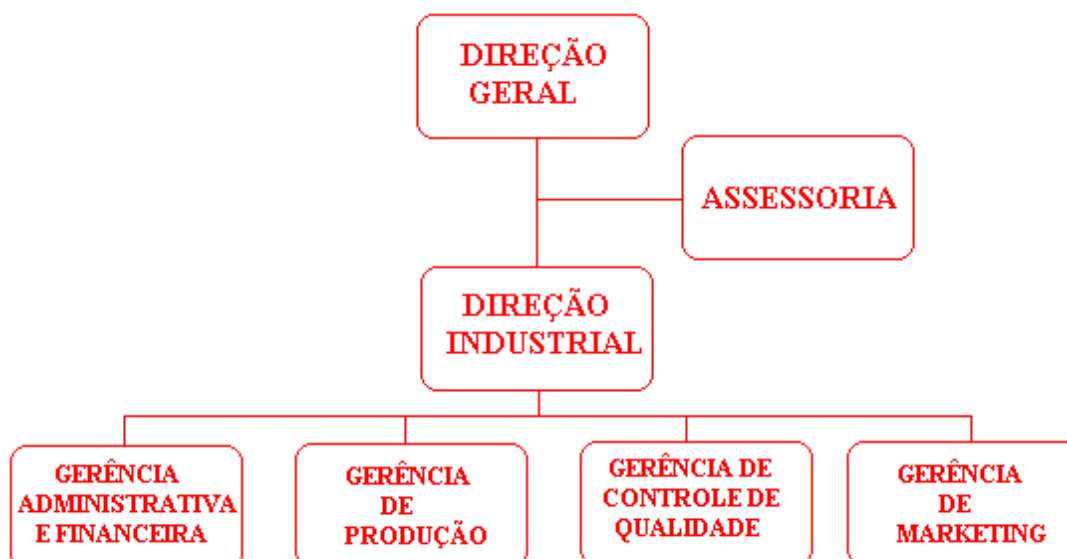 DIREÇÃO
GERAL
ASSESSORIA
DIREÇÃO
INDUSTRIAL
GERÊNCIA
ADMINISTRATIVA
E FINANCEIRA
GERÊNCIA
DE
PRODUÇÃO
GERÊNCIA DE
CONTROLE DE
QUALIDADE
GERÊNCIA
DE
MARKETING